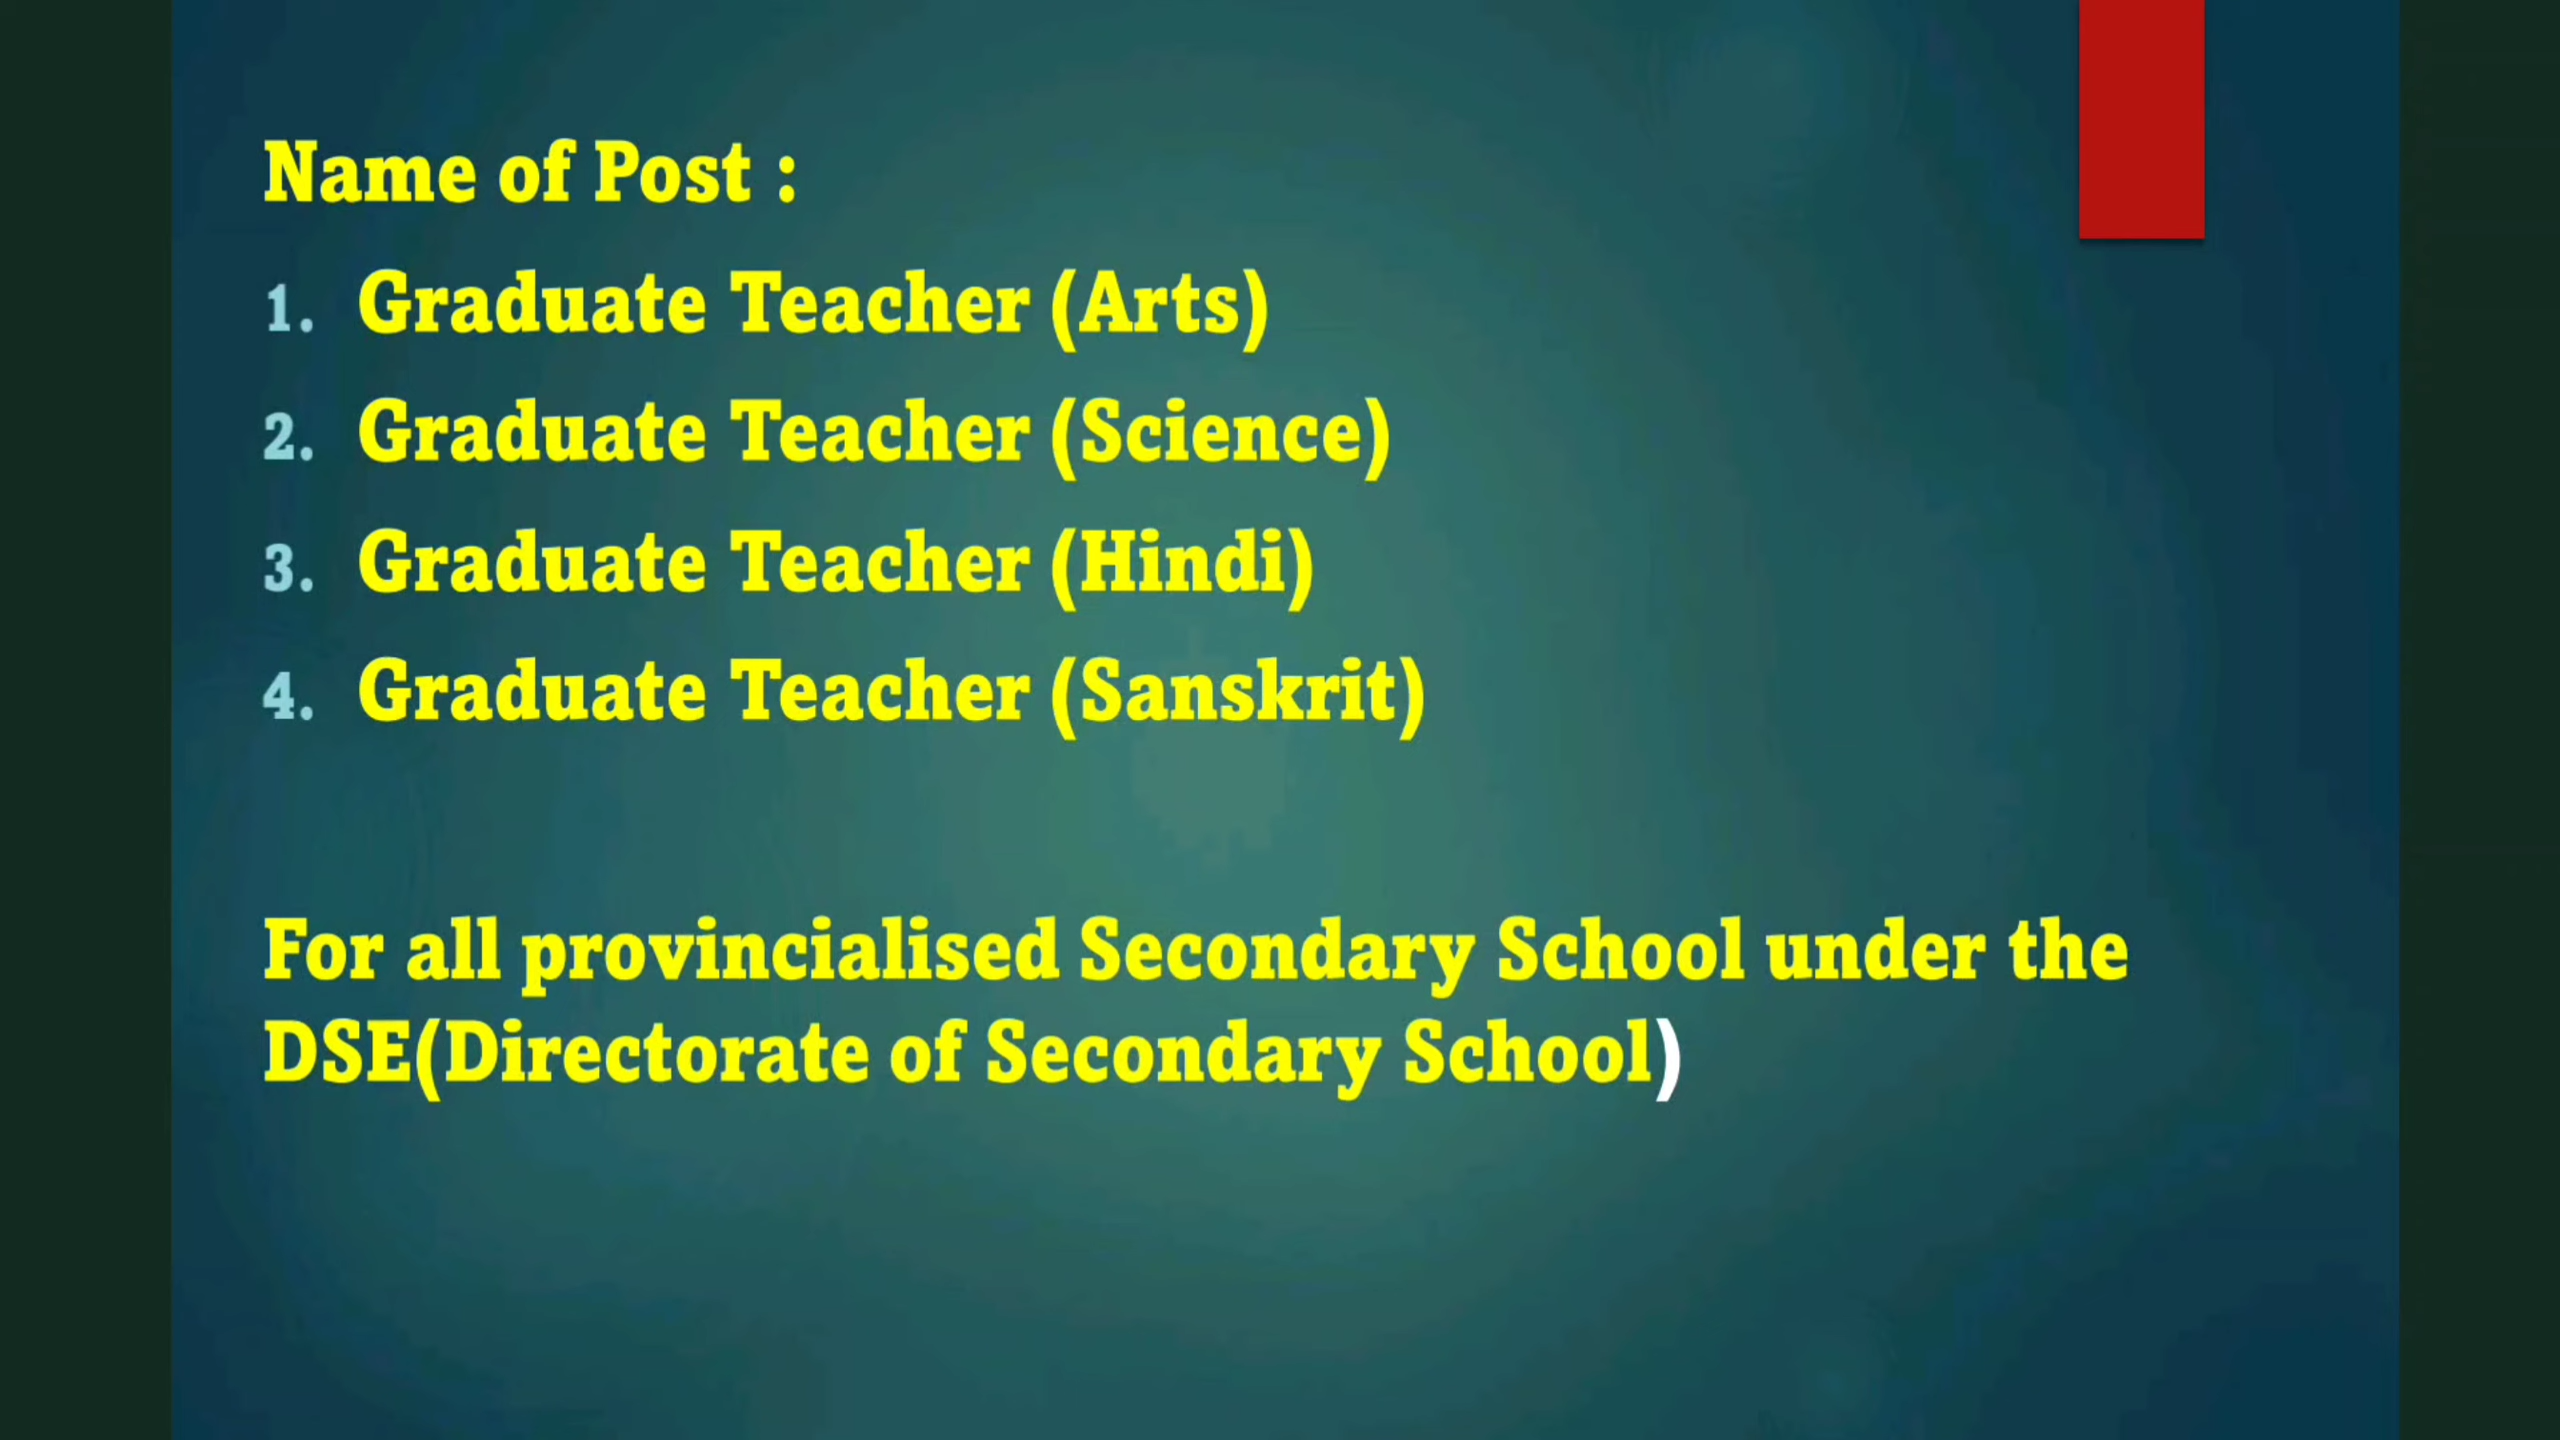 Name of Post :
1. Graduate Teacher (Arts)
2. Graduate Teacher (Science)
3. Graduate Teacher (Hindi)
4. Graduate Teacher (Sanskrit)
For all provincialised Secondary School under the
DSE(Directorate of Secondary School)